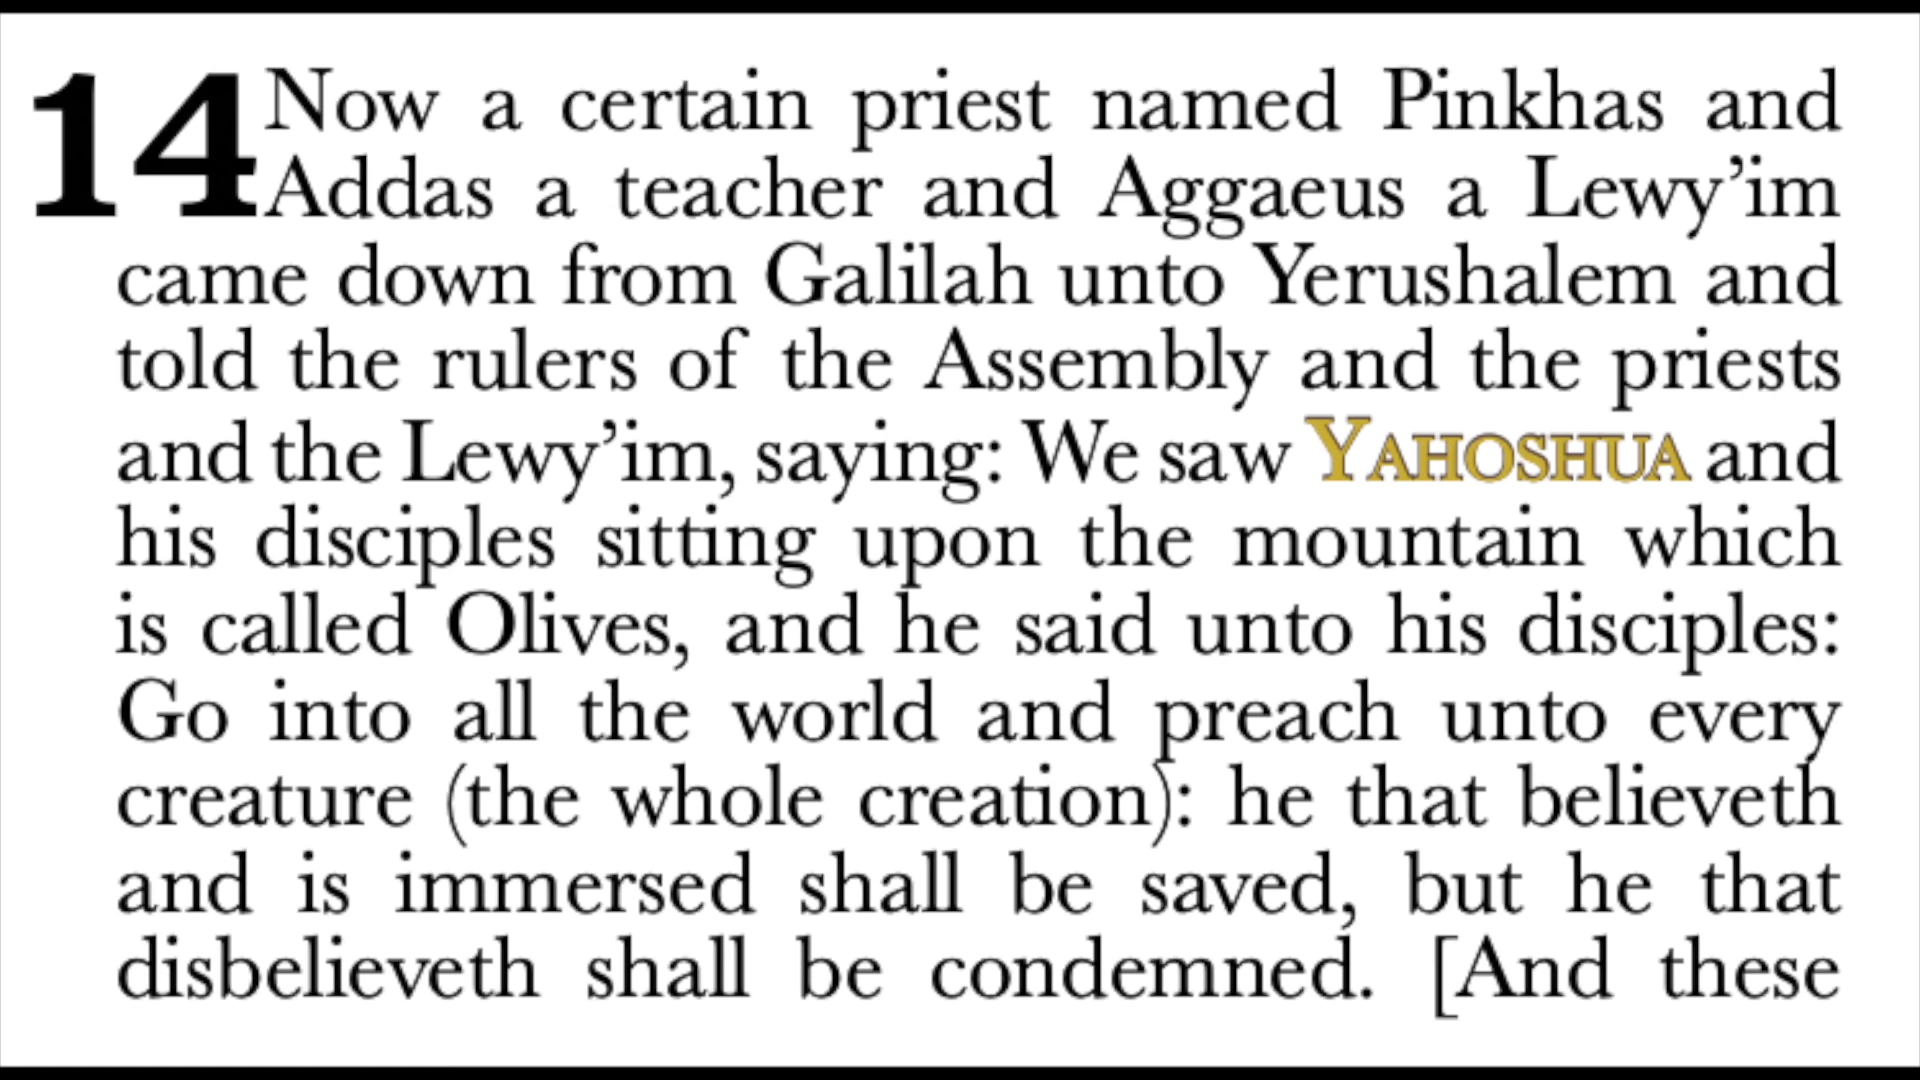 14 Now a certain priest named Pinkhas and
Addas a teacher and Aggaeus a Lewy’im
came down from Galilah unto Yerushalem and
told the rulers of the Assembly and the priests
and the Lewy’im, saying: We saw YAHOSHUA and
his disciples sitting upon the mountain which
is called Olives, and he said unto his disciples:
Go into all the world and preach unto every
creature (the whole creation): he that believeth
and is immersed shall be saved, but he that
disbelieveth shall be condemned. [And these